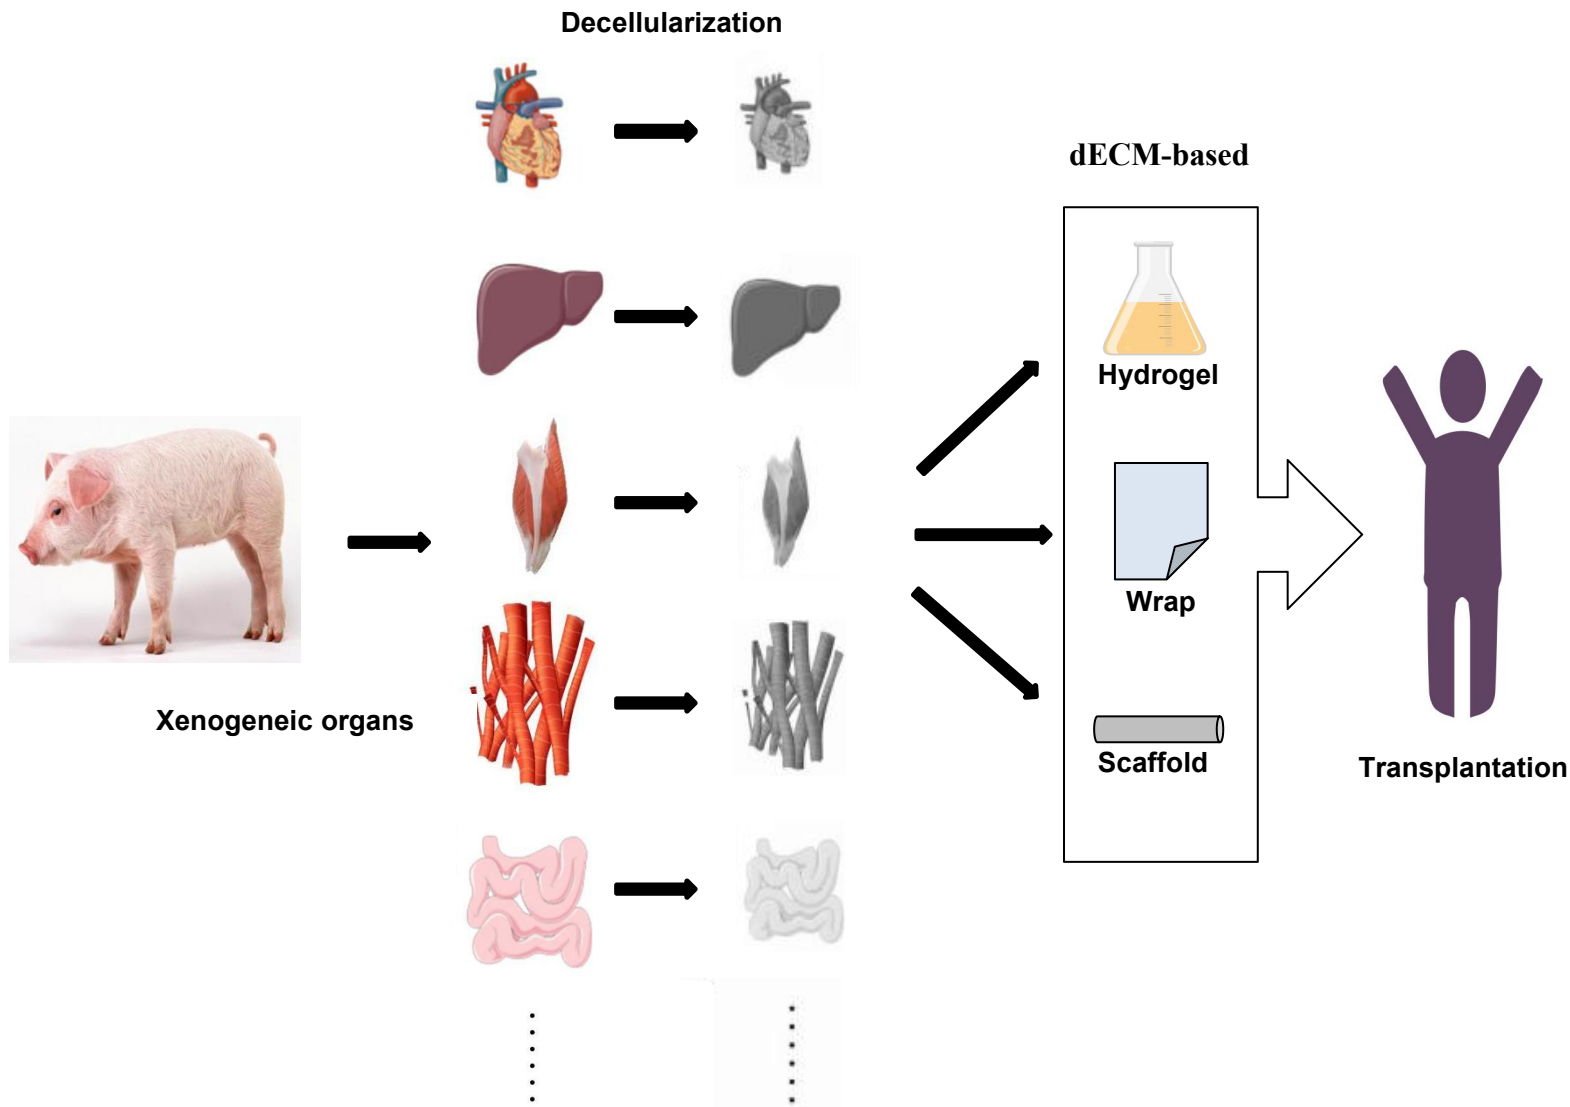 Decellularization
dECM-based
Hydrogel
Wrap
Xenogeneic organs
Scaffold
Transplantation